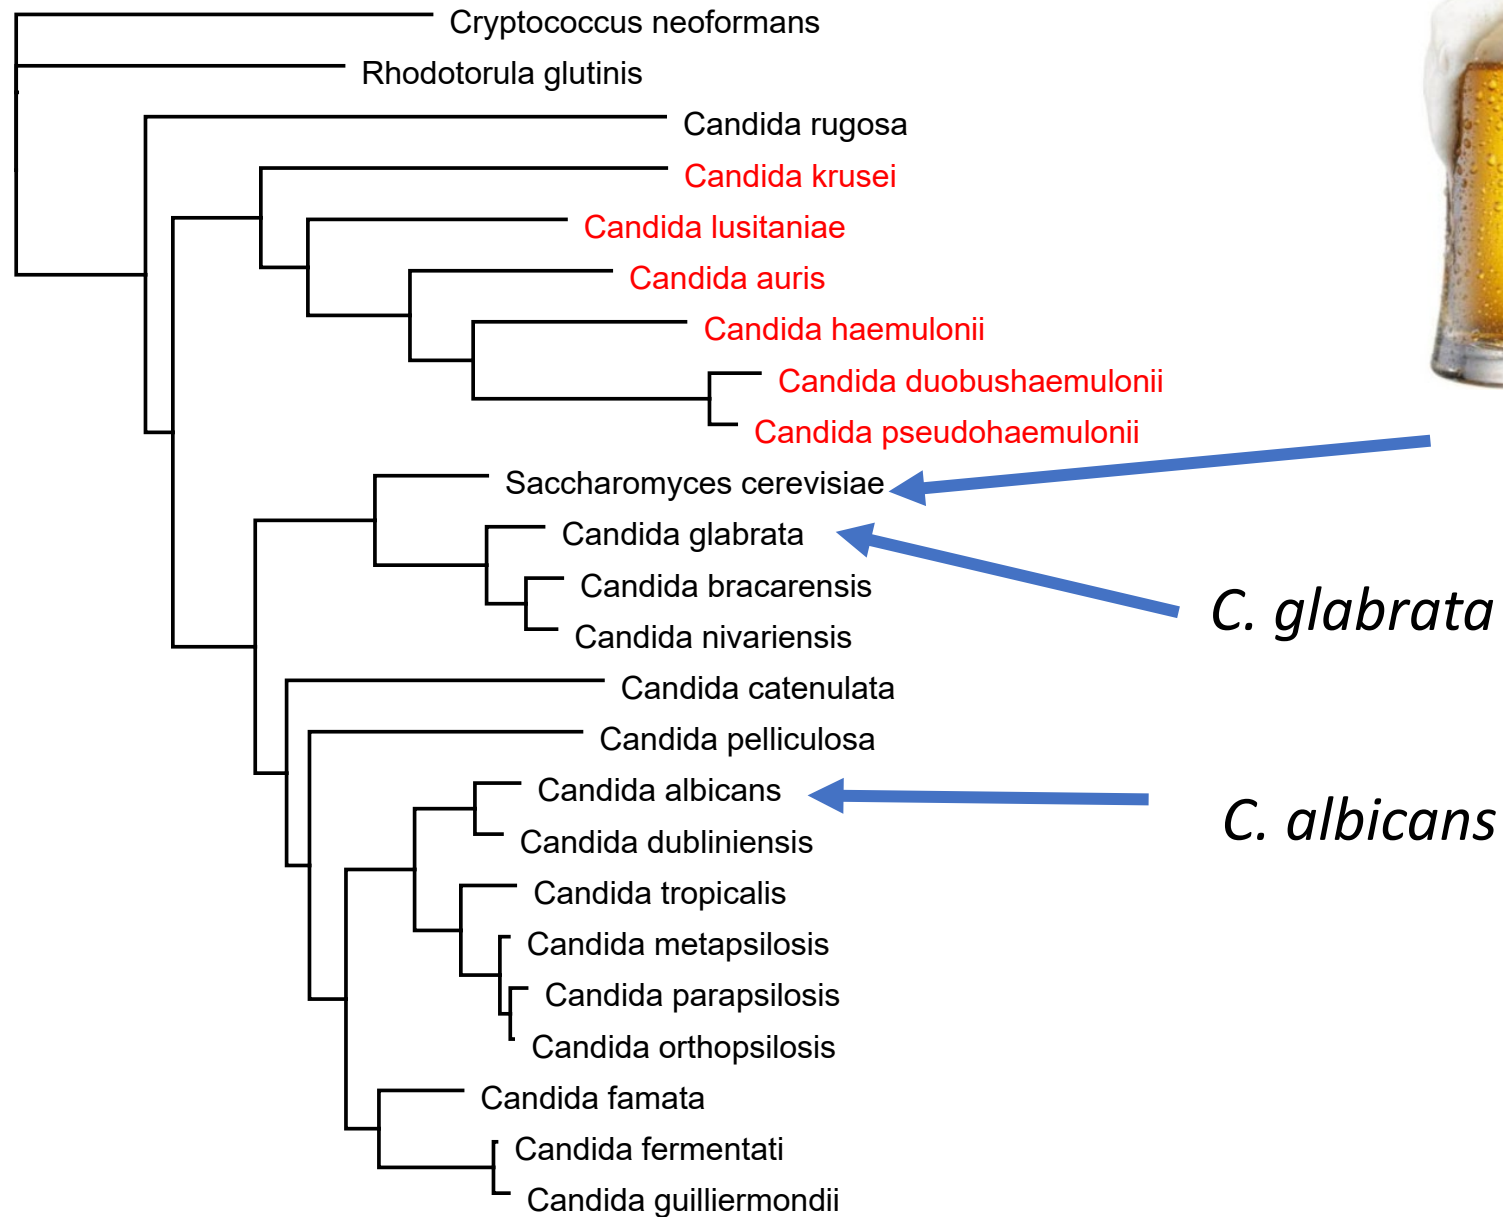 Cryptococcus neoformans
Rhodotorula glutinis
Candida rugosa
Candida krusei
Candida lusitaniae
Candida auris
Candida haemulonii
Candida duobushaemulonii
Candida pseudohaemulonii
Saccharomyces cerevisiae
Candida glabrata
Candida bracarensis
C. glabrata
Candida nivariensis
Candida catenulata
Candida pelliculosa
Candida albicans
C. albicans
Candida dubliniensis
Candida tropicalis
Candida metapsilosis
Candida parapsilosis
Candida orthopsilosis
Candida famata
Candida fermentati
Candida guilliermondii